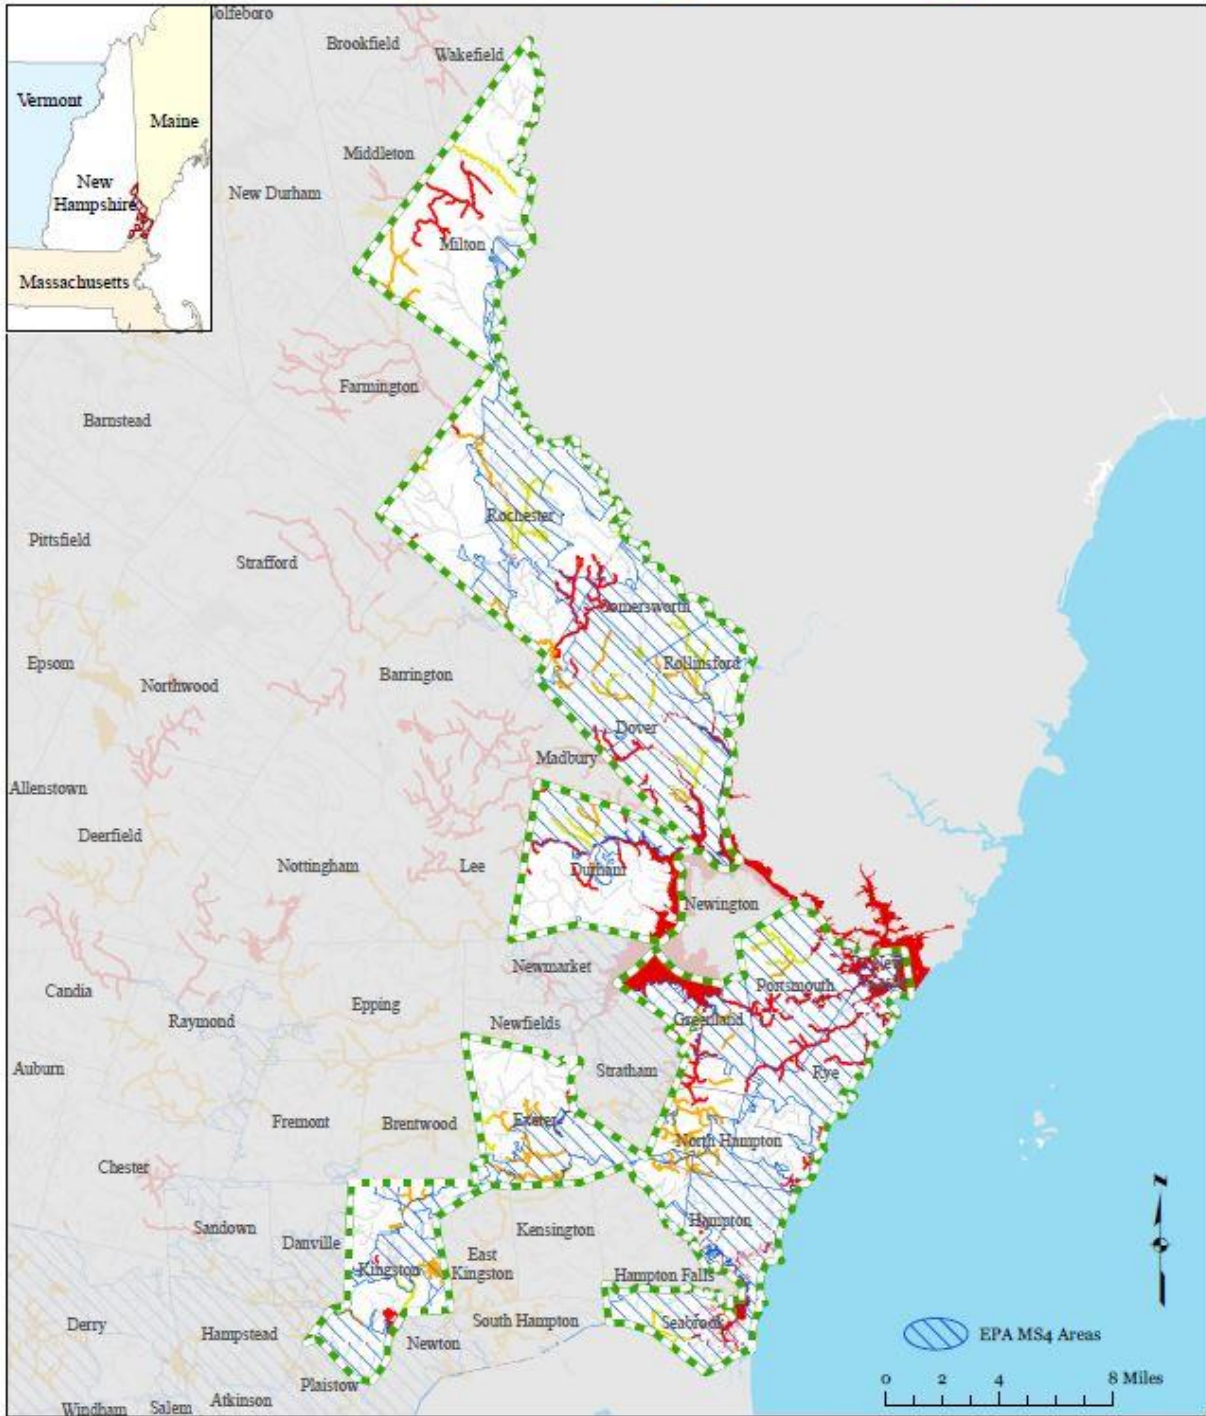 Brookfield
Wakefield
Vermont
Maine
New
Hampshire
Massachusetts
Middleton
New Durham
Milton
Farmington
Barnstead
Rochester
Pittsfield
Strafford
Somersworth
Epsom
Northwood
Barrington
Rollinsford
Dover
Madbury
Allenstown
Deerfield
Nottingham
Lee
Durham
Newington
Newmarket
Portsmouth
New
Candia
Raymond
Epping
Newfields
Greenland
Auburn
Stratham
Rye
Fremont
Brentwood
Exeter
North Hampton
Chester
Sandown
Danville
Kensington
Hampton
Kingston
East
Kingston
Hampton Falls
Derry
Hampstead
South Hampton
Seabrook
Newton
Plaistow
Atkinson
Windham
Salem
EPA MS4 Areas
0 2 4 8 Miles
N